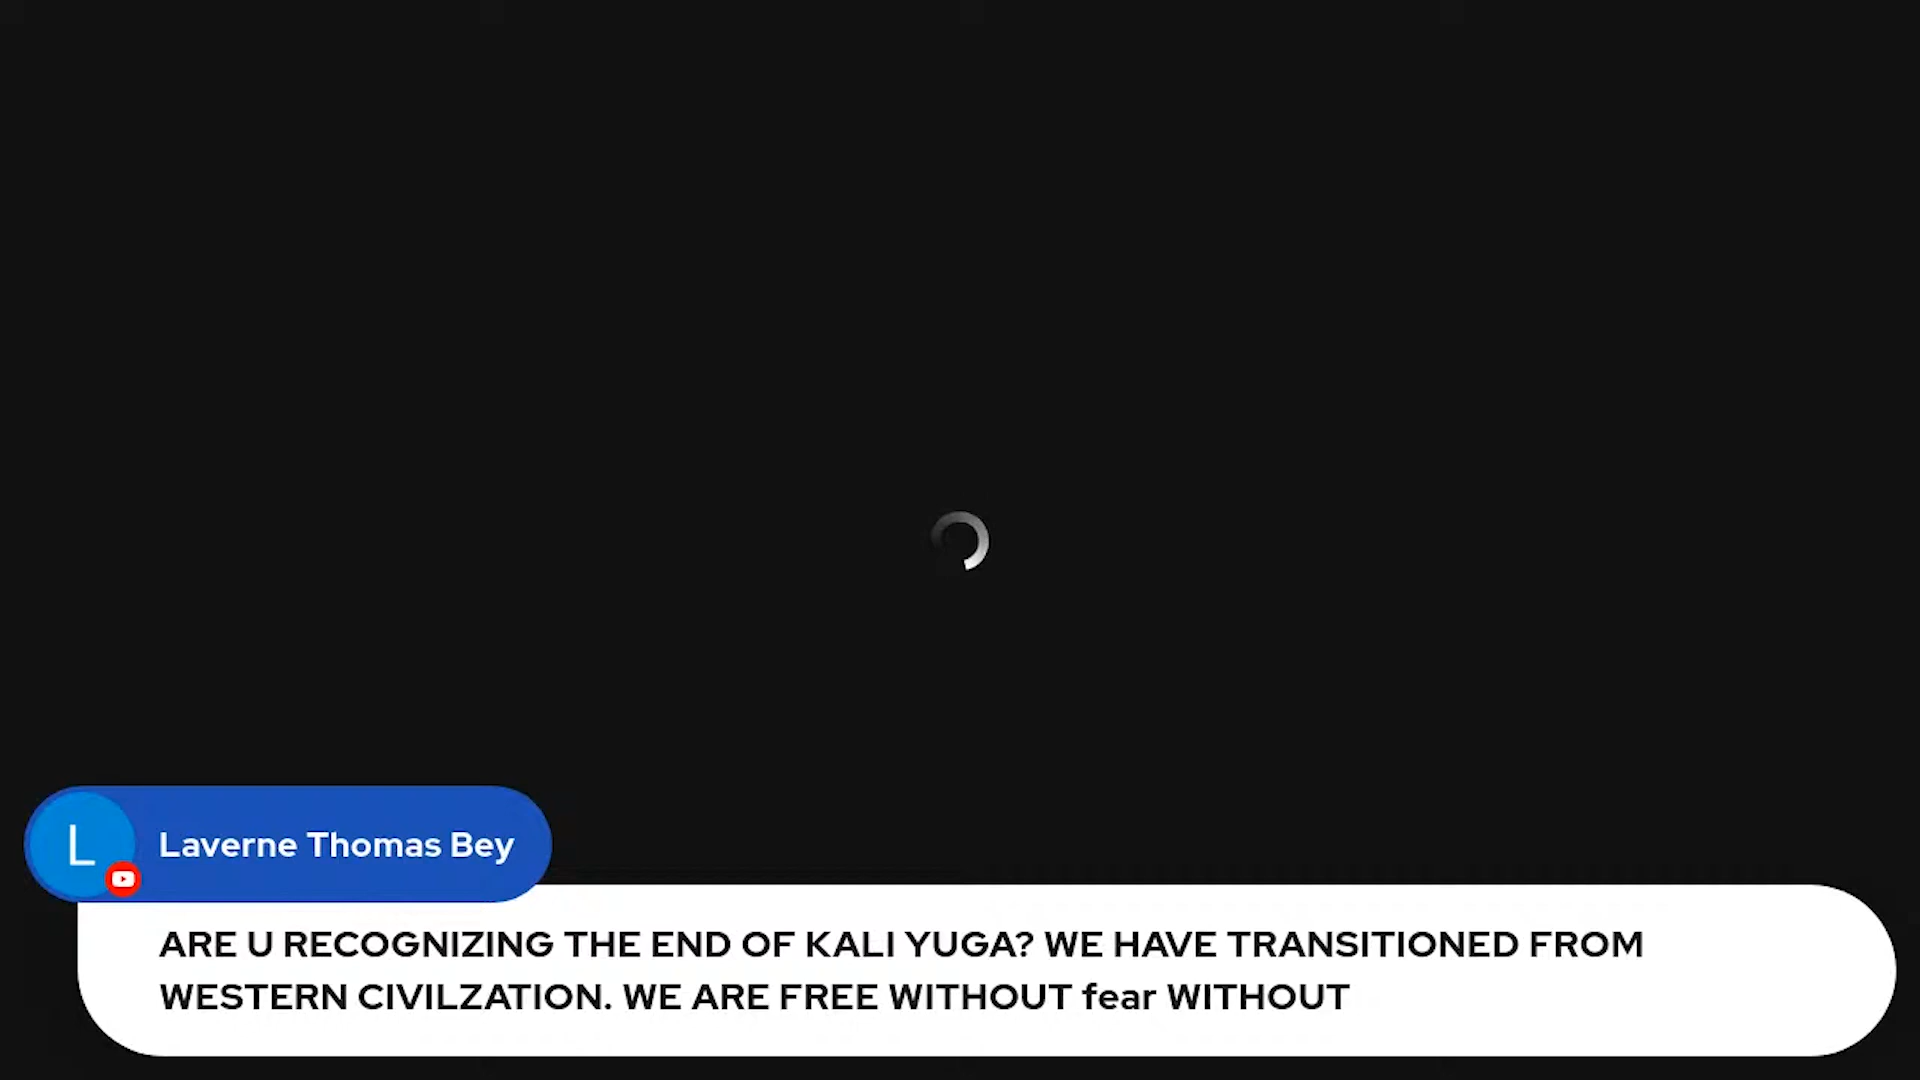 L
Laverne Thomas Bey
ARE U RECOGNIZING THE END OF KALI YUGA? WE HAVE TRANSITIONED FROM
WESTERN CIVILZATION. WE ARE FREE WITHOUT fear WITHOUT